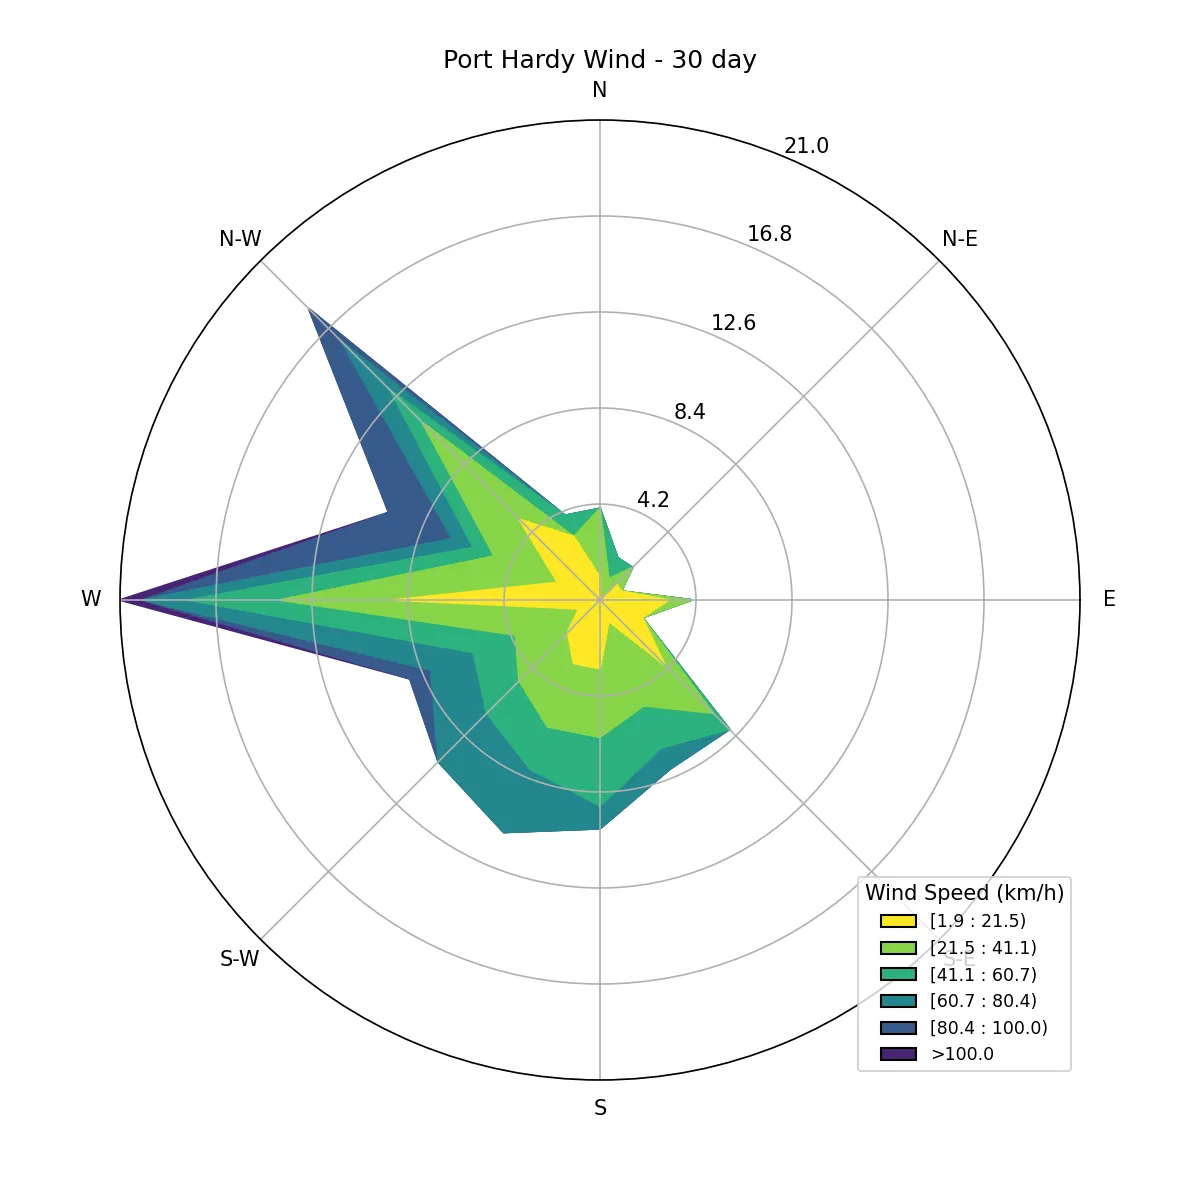 Port Hardy Wind - 30 day
N
21.0
N-W
N-E
16.8
12.6
8.4
4.2
W
E
S-W
S-E
S
Wind Speed (km/h)
[1.9 : 21.5)
[21.5 : 41.1)
[41.1 : 60.7)
[60.7 : 80.4)
[80.4 : 100.0)
>100.0